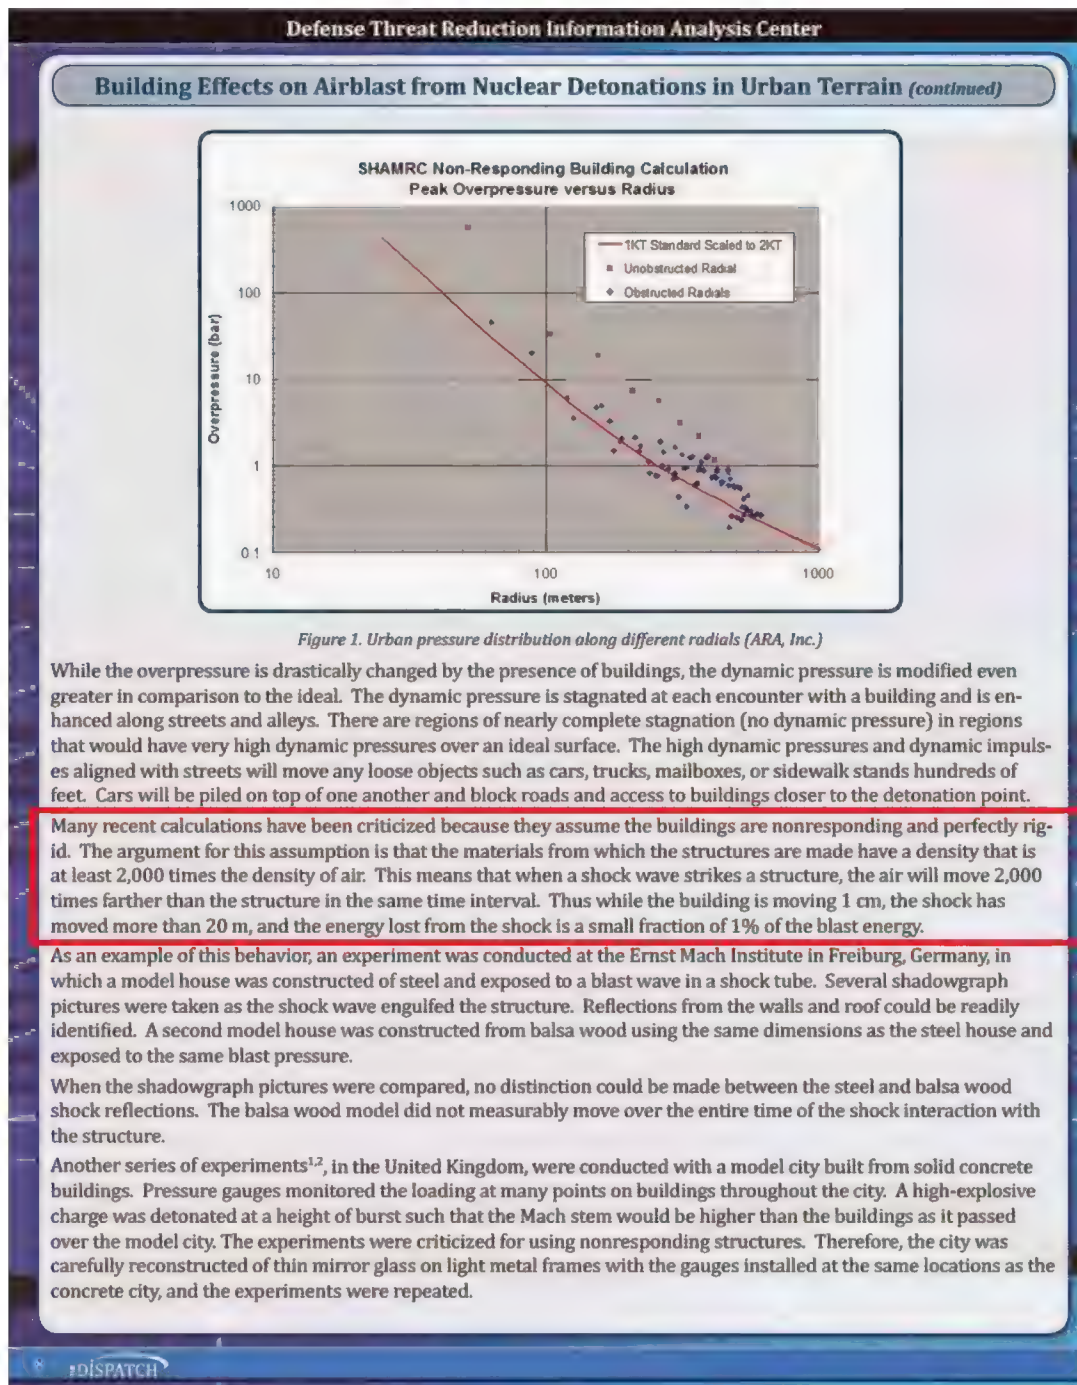 Defense Threat Reduction Information Analysis Center
Building Effects on Airblast from Nuclear Detonations in Urban Terrain (continued)
SHAMRC Non-Responding Building Calculation
Peak Overpressure versus Radius
1000
100
10
1
0.1
Overpressure (bar)
1KT Standard Scaled to 2KT
Unobstructed Radial
Obstructed Radials
10
100
1000
Radius (meters)
Figure 1. Urban pressure distribution along different radials (ARA, Inc.)
While the overpressure is drastically changed by the presence of buildings, the dynamic pressure is modified even
greater in comparison to the ideal. The dynamic pressure is stagnated at each encounter with a building and is en-
hanced along streets and alleys. There are regions of nearly complete stagnation (no dynamic pressure) in regions
that would have very high dynamic pressures over an ideal surface. The high dynamic pressures and dynamic impuls-
es aligned with streets will move any loose objects such as cars, trucks, mailboxes, or sidewalk stands hundreds of
feet. Cars will be piled on top of one another and block roads and access to buildings closer to the detonation point.
Many recent calculations have been criticized because they assume the buildings are nonresponding and perfectly rig-
id. The argument for this assumption is that the materials from which the structures are made have a density that is
at least 2,000 times the density of air. This means that when a shock wave strikes a structure, the air will move 2,000
times farther than the structure in the same time interval. Thus while the building is moving 1 cm, the shock has
moved more than 20 m, and the energy lost from the shock is a small fraction of 1% of the blast energy.
As an example of this behavior, an experiment was conducted at the Ernst Mach Institute in Freiburg, Germany, in
which a model house was constructed of steel and exposed to a blast wave in a shock tube. Several shadowgraph
pictures were taken as the shock wave engulfed the structure. Reflections from the walls and roof could be readily
identified. A second model house was constructed from balsa wood using the same dimensions as the steel house and
exposed to the same blast pressure.
When the shadowgraph pictures were compared, no distinction could be made between the steel and balsa wood
shock reflections. The balsa wood model did not measurably move over the entire time of the shock interaction with
the structure.
Another series of experiments1,2, in the United Kingdom, were conducted with a model city built from solid concrete
buildings. Pressure gauges monitored the loading at many points on buildings throughout the city. A high-explosive
charge was detonated at a height of burst such that the Mach stem would be higher than the buildings as it passed
over the model city. The experiments were criticized for using nonresponding structures. Therefore, the city was
carefully reconstructed of thin mirror glass on light metal frames with the gauges installed at the same locations as the
concrete city, and the experiments were repeated.
8 THE DISPATCH